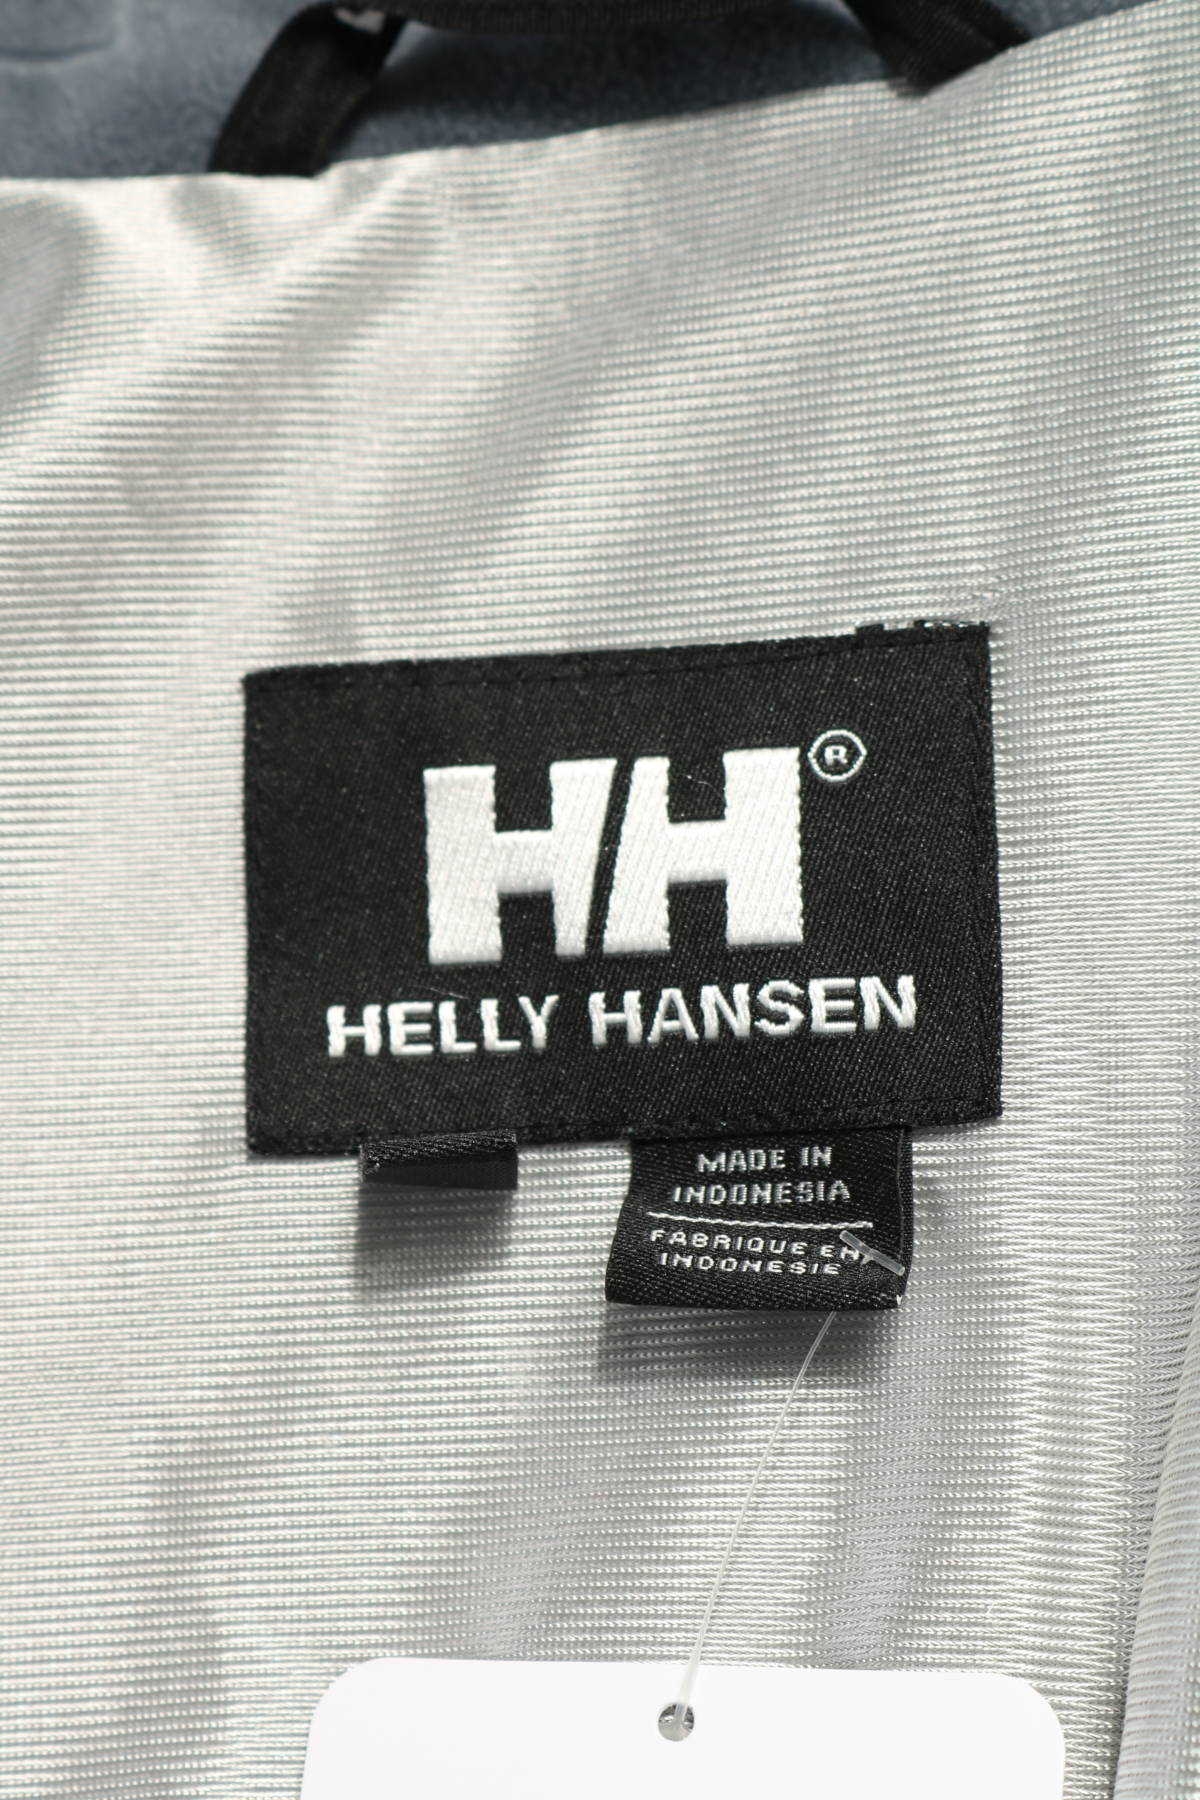 HH®
HELLY HANSEN
MADE IN
INDONESIA
FABRIQUE EN
INDONESIE